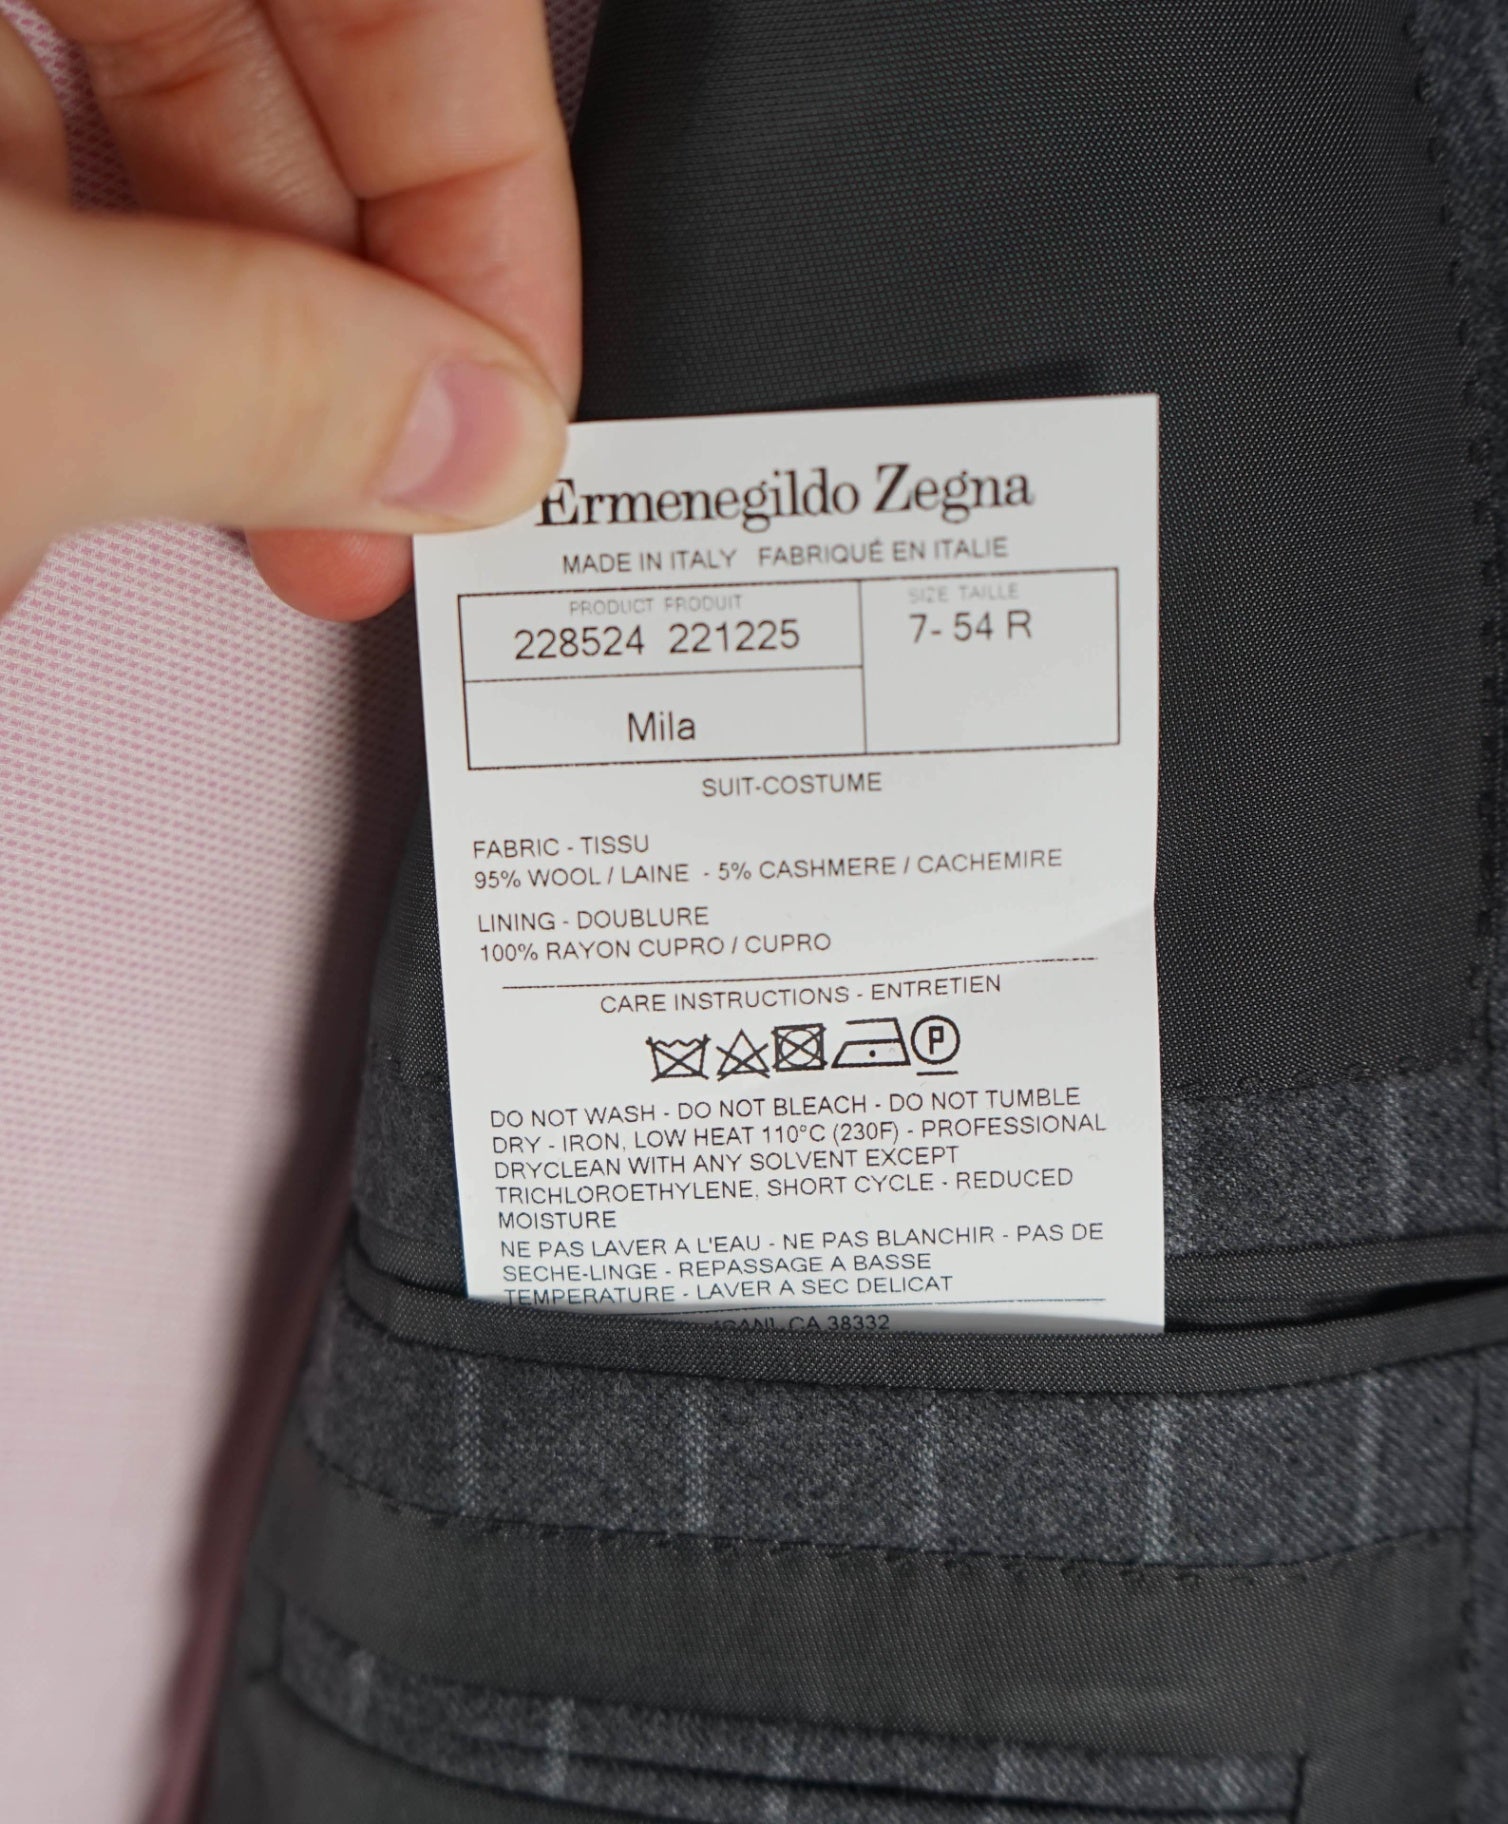 Ermenegildo Zegna
MADE IN ITALY FABRIQUÉ EN ITALIE
PRODUCT PRODUIT
228524 221225
SIZE TAILLE
7- 54 R
Mila
SUIT-COSTUME
FABRIC - TISSU
95% WOOL / LAINE - 5% CASHMERE / CACHEMIRE
LINING - DOUBLURE
100% RAYON CUPRO / CUPRO
CARE INSTRUCTIONS - ENTRETIEN
P
DO NOT WASH - DO NOT BLEACH - DO NOT TUMBLE
DRY - IRON, LOW HEAT 110°C (230F) - PROFESSIONAL
DRYCLEAN WITH ANY SOLVENT EXCEPT
TRICHLOROETHYLENE, SHORT CYCLE - REDUCED
MOISTURE
NE PAS LAVER A L'EAU - NE PAS BLANCHIR - PAS DE
SECHE-LINGE - REPASSAGE A BASSE
TEMPERATURE - LAVER A SEC DELICAT
CA 38332